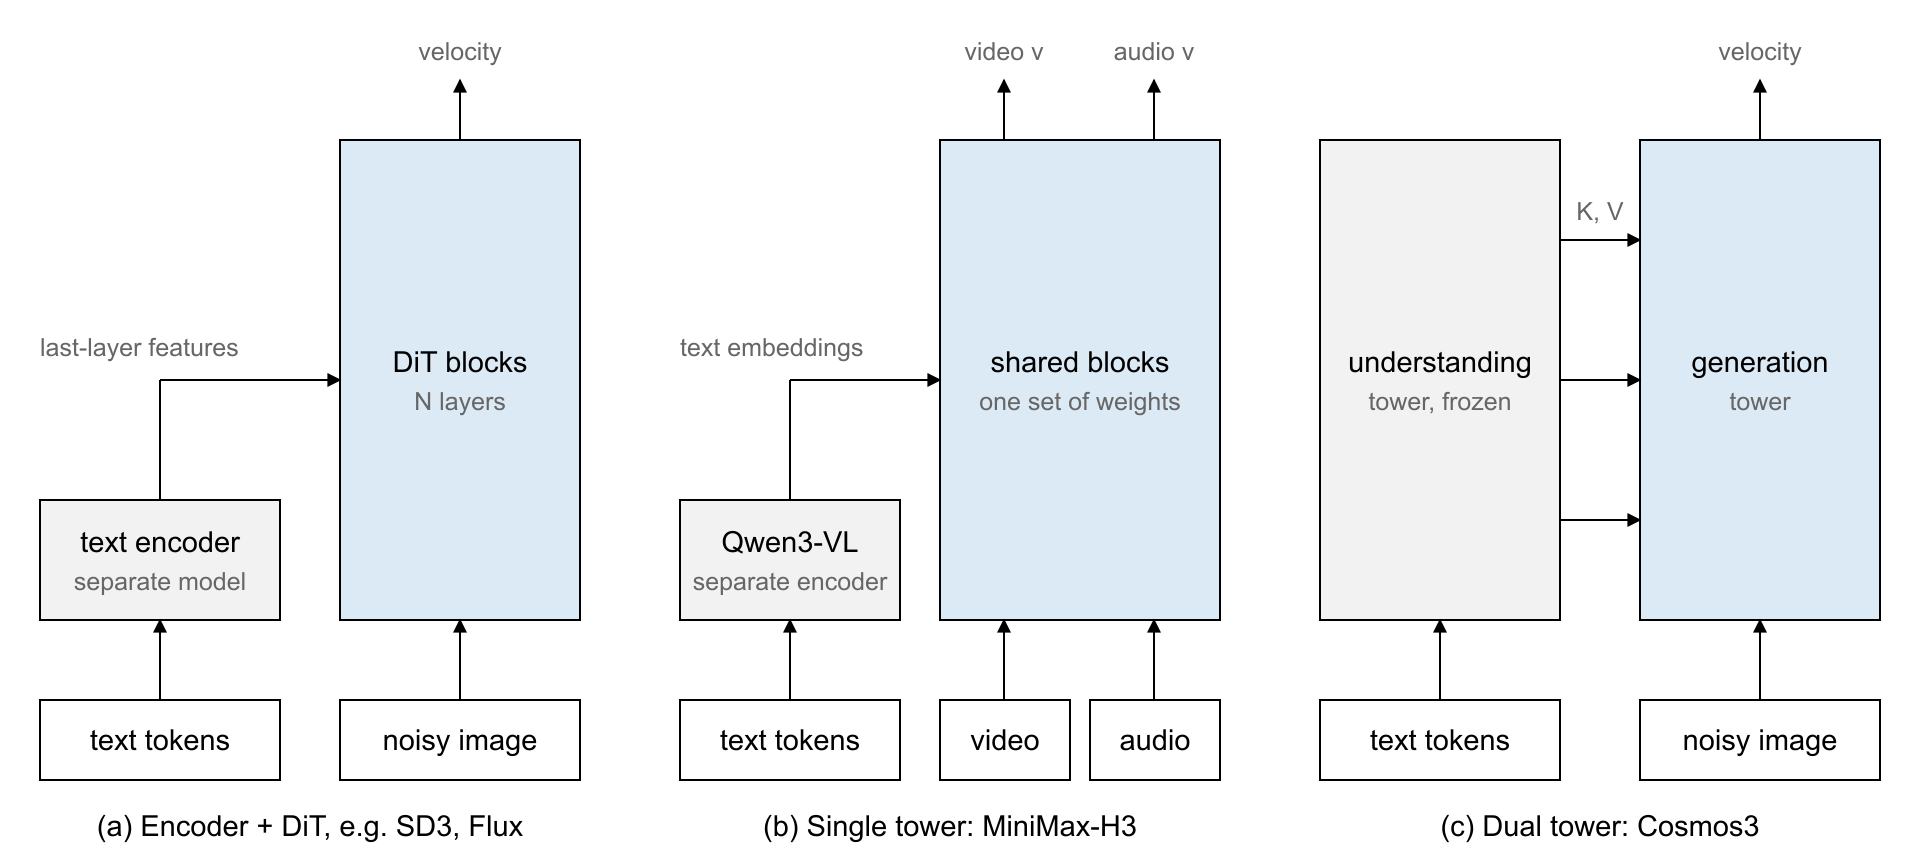 velocity
last-layer features
DiT blocks
N layers
text encoder
separate model
text tokens
noisy image
(a) Encoder + DiT, e.g. SD3, Flux
video v
audio v
text embeddings
shared blocks
one set of weights
Qwen3-VL
separate encoder
text tokens
video
audio
(b) Single tower: MiniMax-H3
velocity
K, V
understanding
tower, frozen
generation
tower
text tokens
noisy image
(c) Dual tower: Cosmos3